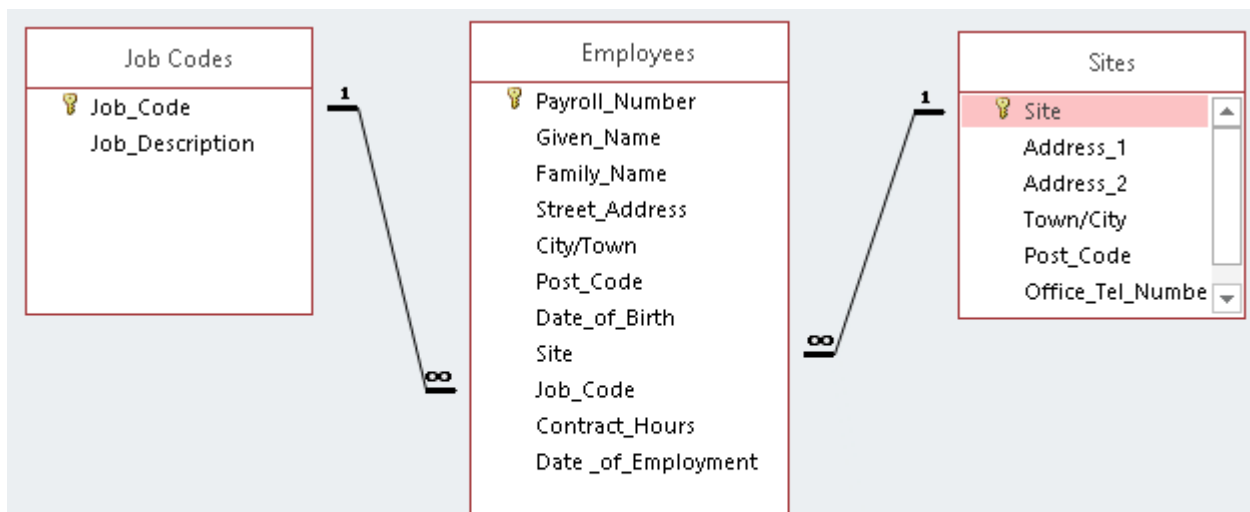 Job Codes
Job_Code
Job_Description
1
∞
Employees
Payroll_Number
Given_Name
Family_Name
Street_Address
City/Town
Post_Code
Date_of_Birth
Site
Job_Code
Contract_Hours
Date _of_Employment
1
∞
Sites
Site
Address_1
Address_2
Town/City
Post_Code
Office_Tel_Numbe